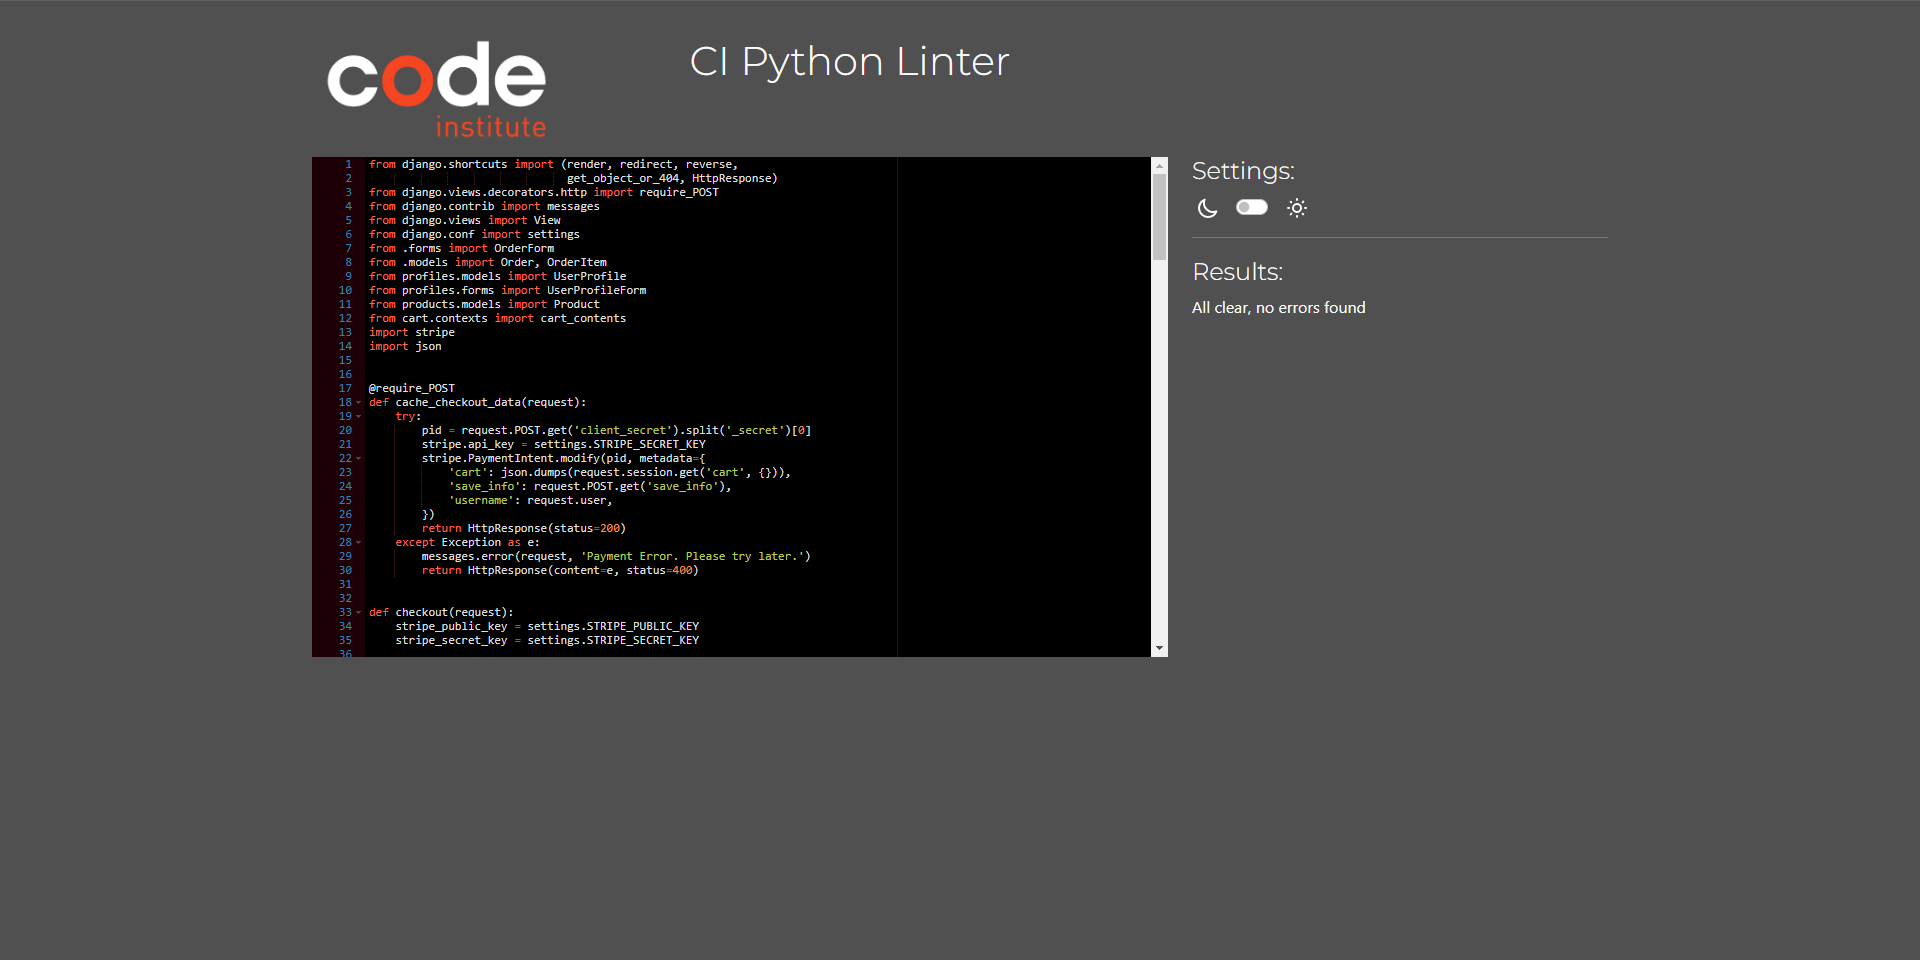 code
institute
CI Python Linter
1 from django.shortcuts import (render, redirect, reverse,
2 get_object_or_404, HttpResponse)
3 from django.views.decorators.http import require_POST
4 from django.contrib import messages
5 from django.views import View
6 from django.conf import settings
7 from .forms import OrderForm
8 from .models import Order, OrderItem
9 from profiles.models import UserProfile
10 from profiles.forms import UserProfileForm
11 from products.models import Product
12 from cart.contexts import cart_contents
13 import stripe
14 import json
15
16
17 @require_POST
18 def cache_checkout_data(request):
19 try:
20 pid = request.POST.get('client_secret').split('_secret')[0]
21 stripe.api_key = settings.STRIPE_SECRET_KEY
22 stripe.PaymentIntent.modify(pid, metadata={
23 'cart': json.dumps(request.session.get('cart', {})),
24 'save_info': request.POST.get('save_info'),
25 'username': request.user,
26 })
27 return HttpResponse(status=200)
28 except Exception as e:
29 messages.error(request, 'Payment Error. Please try later.')
30 return HttpResponse(content=e, status=400)
31
32
33 def checkout(request):
34 stripe_public_key = settings.STRIPE_PUBLIC_KEY
35 stripe_secret_key = settings.STRIPE_SECRET_KEY
36
Settings:
Results:
All clear, no errors found